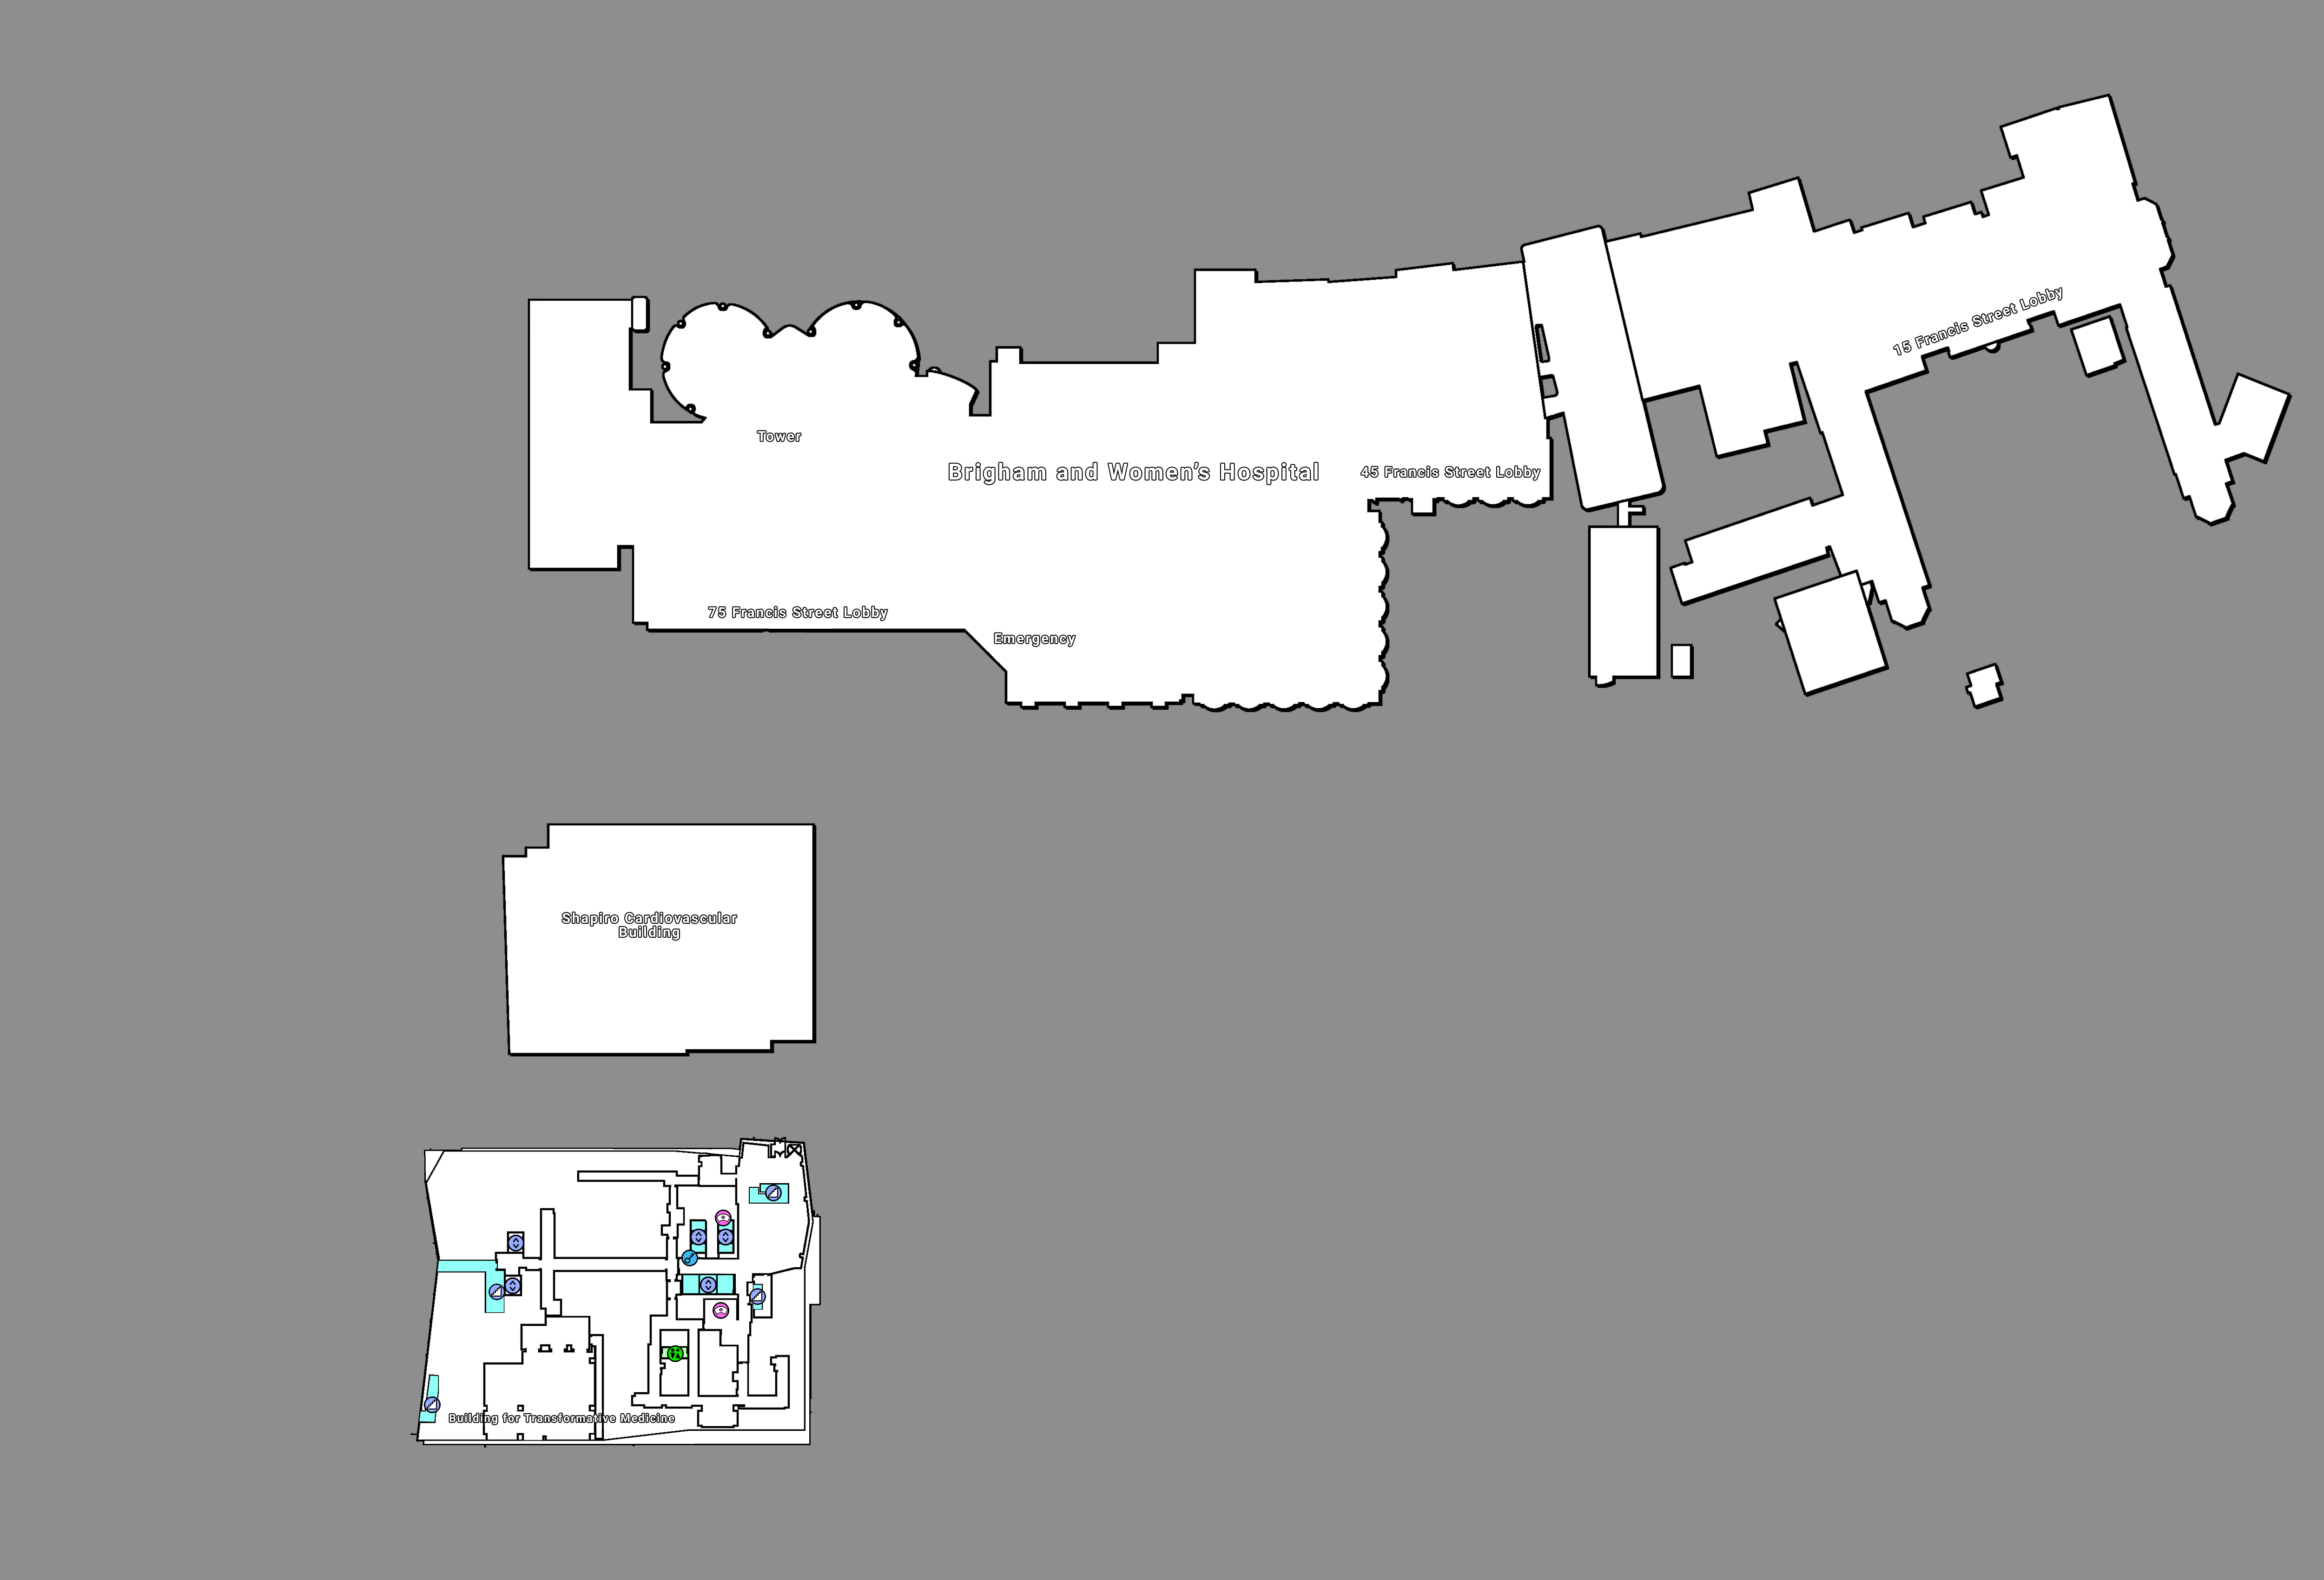 15 Francis Street Lobby
Tower
Brigham and Women's Hospital
45 Francis Street Lobby
75 Francis Street Lobby
Emergency
Shapiro Cardiovascular
Building
Building for Transformative Medicine